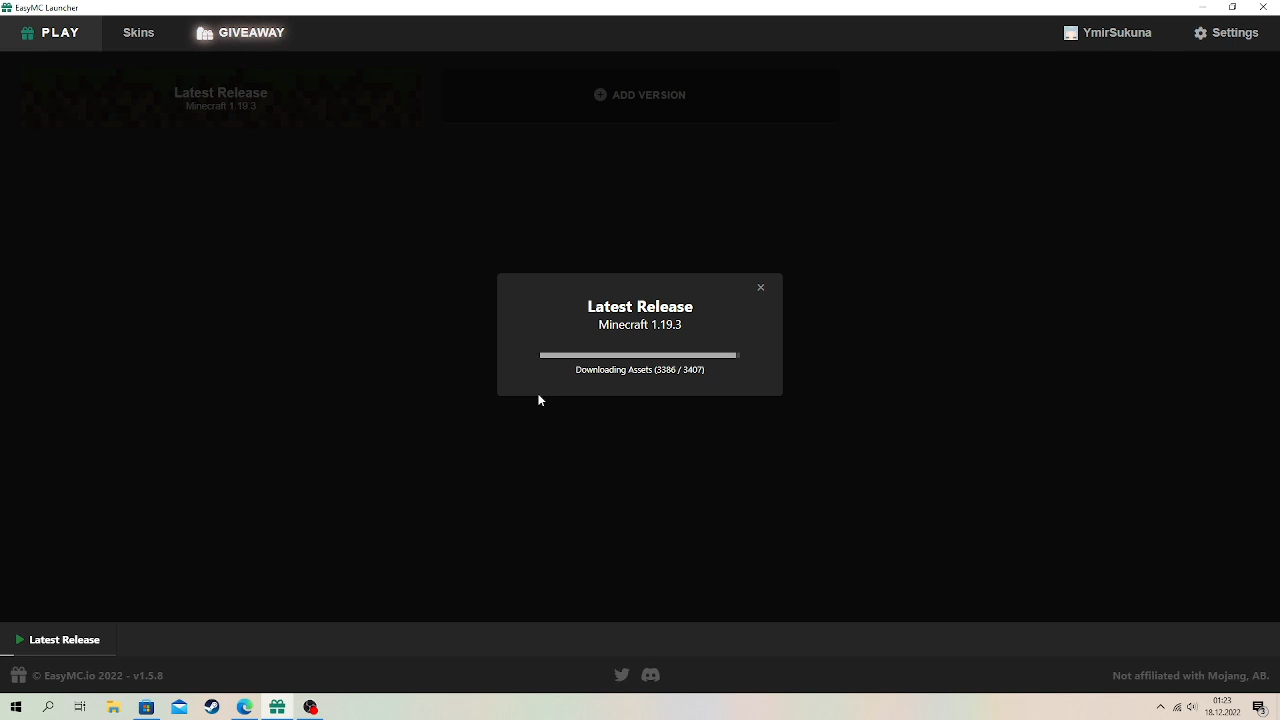 EasyMC Launcher
PLAY
Skins
GIVEAWAY
YmirSukuna
Settings
Latest Release
Minecraft 1.19.3
ADD VERSION
Latest Release
Minecraft 1.19.3
Downloading Assets (3386 / 3407)
Latest Release
© EasyMC.io 2022 - v1.5.8
Not affiliated with Mojang, AB.
01:23
18.12.2022
3